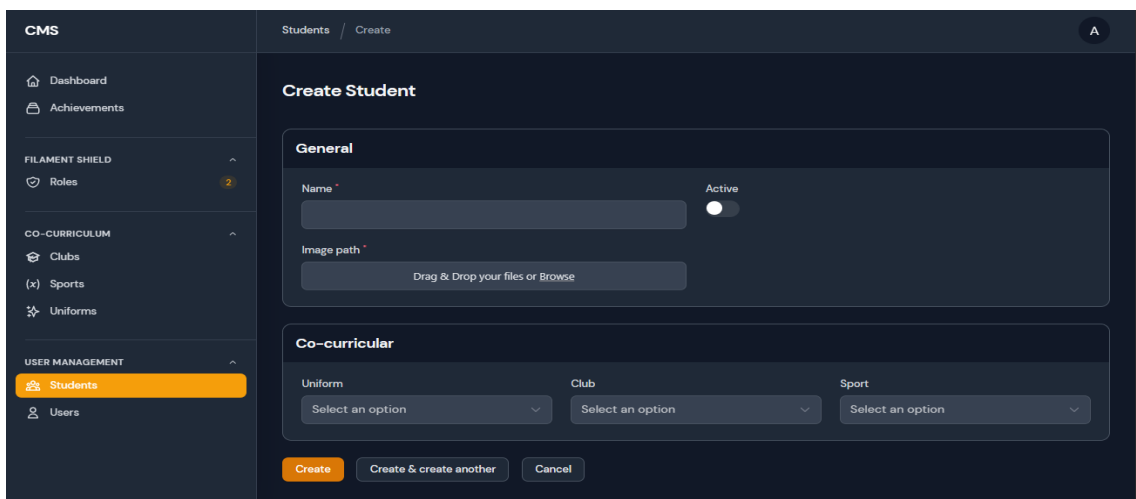 CMS
Students / Create
A
Dashboard
Achievements
FILAMENT SHIELD
Roles 2
CO-CURRICULUM
Clubs
(x) Sports
Uniforms
USER MANAGEMENT
Students
Users
Create Student
General
Name * Active
Image path *
Drag & Drop your files or Browse
Co-curricular
Uniform Club Sport
Select an option Select an option Select an option
Create Create & create another Cancel